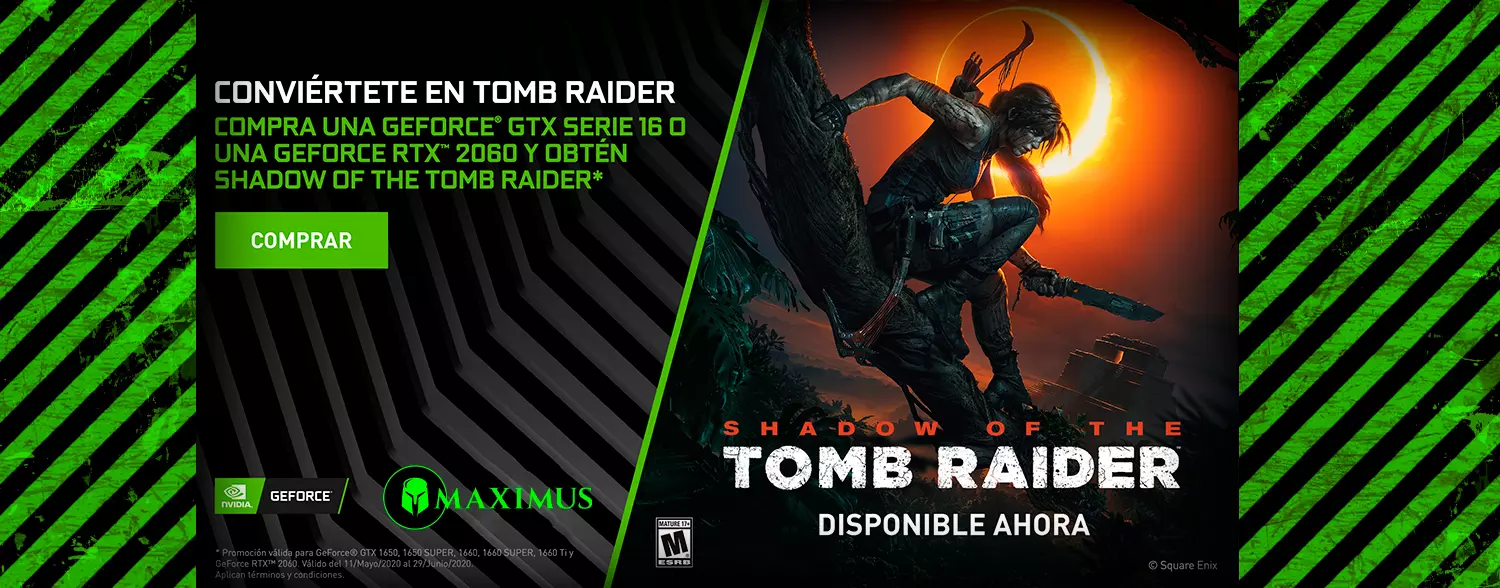 CONVIÉRTETE EN TOMB RAIDER
COMPRA UNA GEFORCE® GTX SERIE 16 O
UNA GEFORCE RTX™ 2060 Y OBTÉN
SHADOW OF THE TOMB RAIDER*
COMPRAR
NVIDIA.
GEFORCE®
MAXIMUS
* Promoción válida para GeForce® GTX 1650, 1650 SUPER, 1660, 1660 SUPER, 1660 Ti y
GeForce RTX™ 2060. Válido del 11/Mayo/2020 al 29/Junio/2020.
Aplican términos y condiciones.
SHADOW OF THE
TOMB RAIDER
DISPONIBLE AHORA
MATURE 17+
M
ESRB
© Square Enix